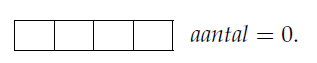 aantal = 0.